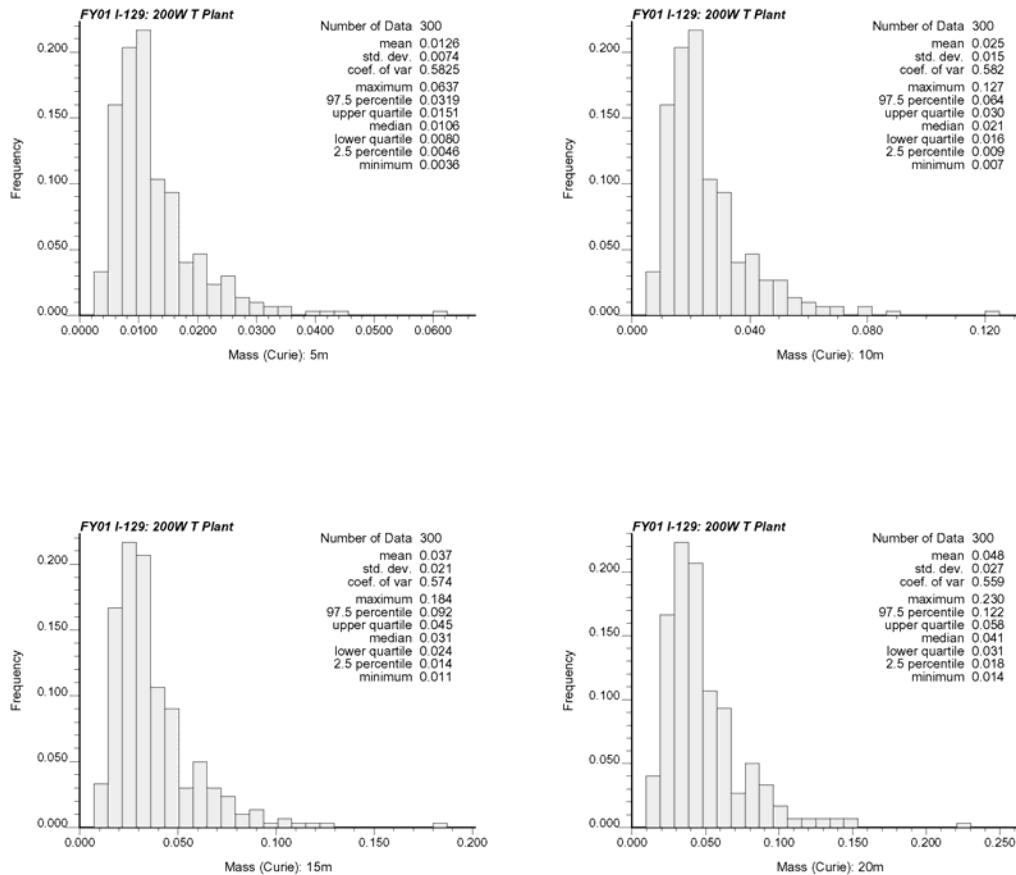 FY01 I-129: 200W T Plant
Number of Data 300
mean 0.0126
std. dev. 0.0074
coef. of var 0.5825
maximum 0.0637
97.5 percentile 0.0319
upper quartile 0.0151
median 0.0106
lower quartile 0.0080
2.5 percentile 0.0046
minimum 0.0036
Frequency
0.200
0.150
0.100
0.050
0.000
0.0000 0.0100 0.0200 0.0300 0.0400 0.0500 0.0600
Mass (Curie): 5m
FY01 I-129: 200W T Plant
Number of Data 300
mean 0.025
std. dev. 0.015
coef. of var 0.582
maximum 0.127
97.5 percentile 0.064
upper quartile 0.030
median 0.021
lower quartile 0.016
2.5 percentile 0.009
minimum 0.007
Frequency
0.200
0.150
0.100
0.050
0.000
0.000 0.040 0.080 0.120
Mass (Curie): 10m
FY01 I-129: 200W T Plant
Number of Data 300
mean 0.037
std. dev. 0.021
coef. of var 0.574
maximum 0.184
97.5 percentile 0.092
upper quartile 0.045
median 0.031
lower quartile 0.024
2.5 percentile 0.014
minimum 0.011
Frequency
0.200
0.150
0.100
0.050
0.000
0.000 0.050 0.100 0.150 0.200
Mass (Curie): 15m
FY01 I-129: 200W T Plant
Number of Data 300
mean 0.048
std. dev. 0.027
coef. of var 0.559
maximum 0.230
97.5 percentile 0.122
upper quartile 0.058
median 0.041
lower quartile 0.031
2.5 percentile 0.018
minimum 0.014
Frequency
0.200
0.150
0.100
0.050
0.000
0.000 0.050 0.100 0.150 0.200 0.250
Mass (Curie): 20m